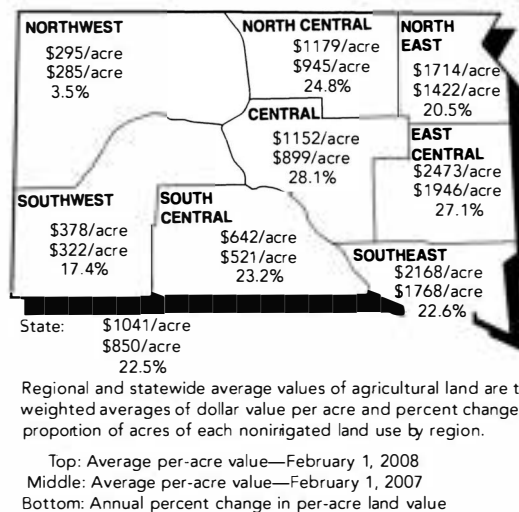 NORTHWEST
$295/acre
$285/acre
3.5%
NORTH CENTRAL
$1179/acre
$945/acre
24.8%
NORTH
EAST
$1714/acre
$1422/acre
20.5%
CENTRAL
$1152/acre
$899/acre
28.1%
EAST
CENTRAL
$2473/acre
$1946/acre
27.1%
SOUTHWEST
$378/acre
$322/acre
17.4%
SOUTH
CENTRAL
$642/acre
$521/acre
23.2%
SOUTHEAST
$2168/acre
$1768/acre
22.6%
State: $1041/acre
$850/acre
22.5%
Regional and statewide average values of agricultural land are t
weighted averages of dollar value per acre and percent change
proportion of acres of each nonirrigated land use by region.
Top: Average per-acre value—February 1, 2008
Middle: Average per-acre value—February 1, 2007
Bottom: Annual percent change in per-acre land value